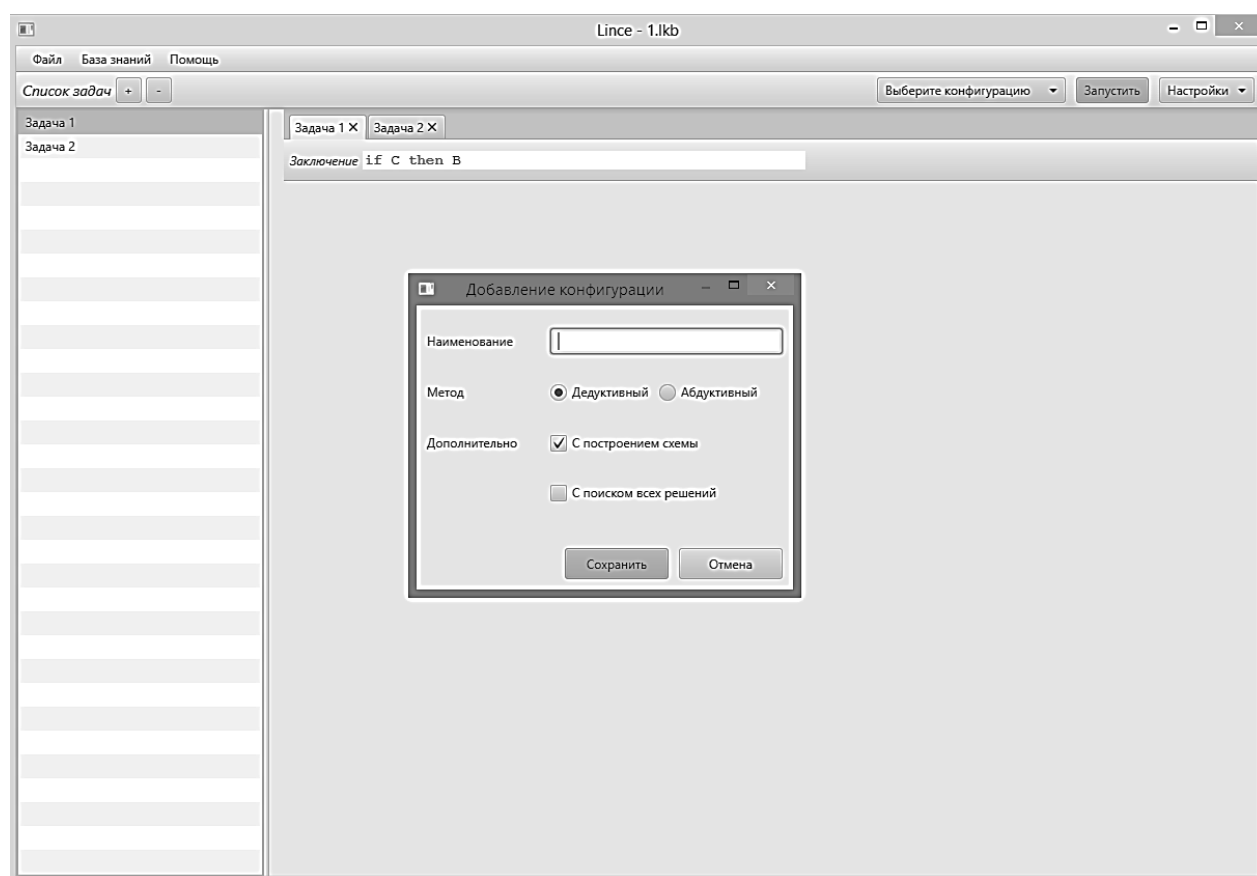 Lince - 1.lkb
Файл База знаний Помощь
Список задач + - Выберите конфигурацию Запустить Настройки
Задача 1
Задача 2
Задача 1 X Задача 2 X
Заключение if C then B
Добавление конфигурации
Наименование
Метод Дедуктивный Абдуктивный
Дополнительно С построением схемы
С поиском всех решений
Сохранить Отмена